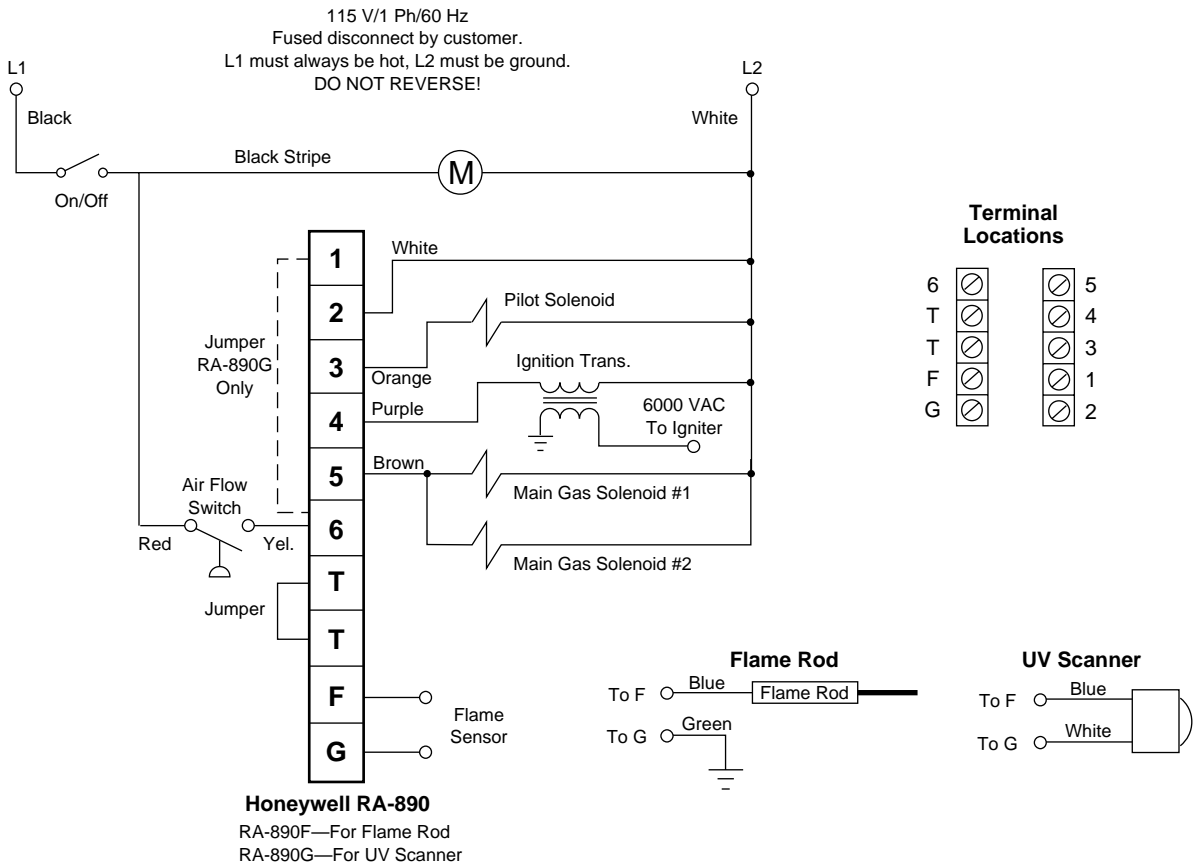 115 V/1 Ph/60 Hz
Fused disconnect by customer.
L1 must always be hot, L2 must be ground.
DO NOT REVERSE!
L1
L2
Black
White
Black Stripe
M
On/Off
1
2
3
4
5
6
T
T
F
G
White
Pilot Solenoid
Jumper
RA-890G
Only
Orange
Ignition Trans.
Purple
6000 VAC
To Igniter
Brown
Main Gas Solenoid #1
Air Flow
Switch
Red
Yel.
Main Gas Solenoid #2
Jumper
Flame
Sensor
Honeywell RA-890
RA-890F—For Flame Rod
RA-890G—For UV Scanner
Terminal
Locations
6
5
T
4
T
3
F
1
G
2
Flame Rod
To F
Blue
Flame Rod
To G
Green
UV Scanner
To F
Blue
To G
White